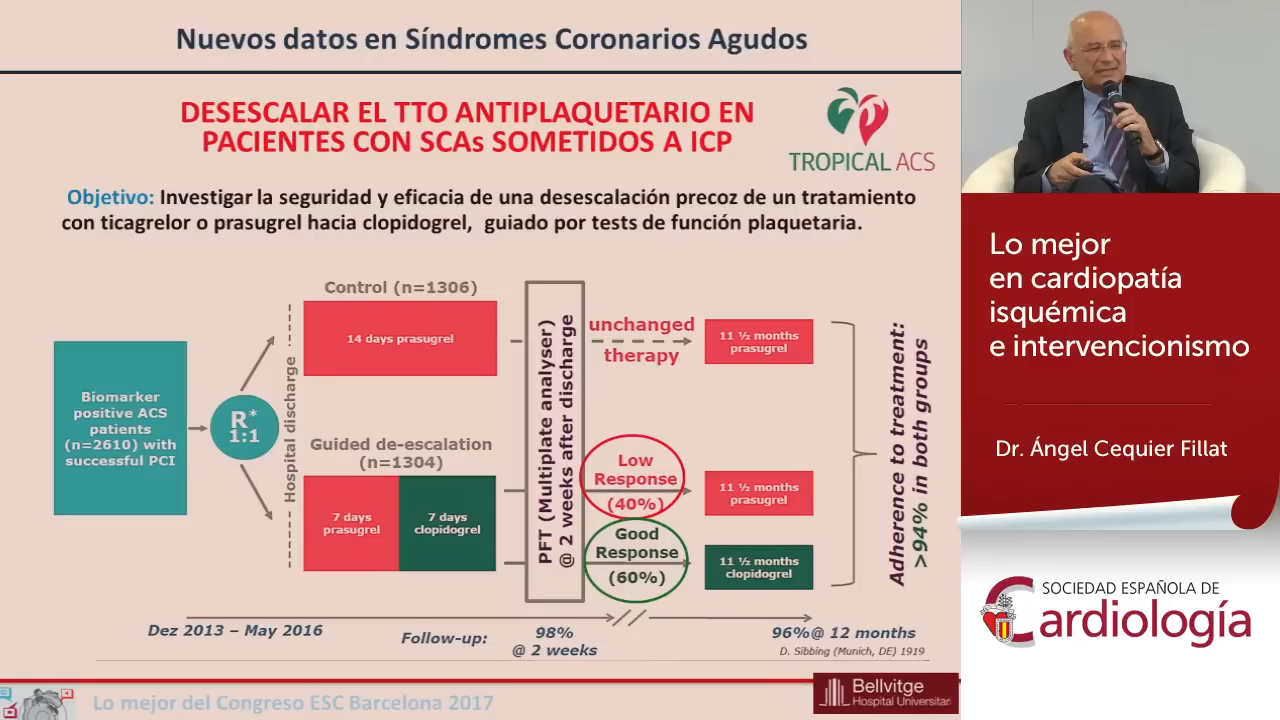 Nuevos datos en Síndromes Coronarios Agudos
DESESCALAR EL TTO ANTIPLAQUETARIO EN
PACIENTES CON SCAs SOMETIDOS A ICP
TROPICAL ACS
Objetivo: Investigar la seguridad y eficacia de una desescalación precoz de un tratamiento
con ticagrelor o prasugrel hacia clopidogrel, guiado por tests de función plaquetaria.
Biomarker
positive ACS
patients
(n=2610) with
successful PCI
R*
1:1
Hospital discharge
Control (n=1306)
14 days prasugrel
Guided de-escalation
(n=1304)
7 days
prasugrel
7 days
clopidogrel
PFT (Multiplate analyser)
@ 2 weeks after discharge
unchanged
therapy
Low
Response
(40%)
Good
Response
(60%)
11 ½ months
prasugrel
11 ½ months
prasugrel
11 ½ months
clopidogrel
Adherence to treatment:
>94% in both groups
Dez 2013 – May 2016
Follow-up:
98%
@ 2 weeks
96%@ 12 months
D. Sibbing (Munich, DE) 1919
Lo mejor del Congreso ESC Barcelona 2017
Bellvitge
Hospital Universitari
Lo mejor
en cardiopatía
isquémica
e intervencionismo
Dr. Ángel Cequier Fillat
SOCIEDAD ESPAÑOLA DE
Cardiología